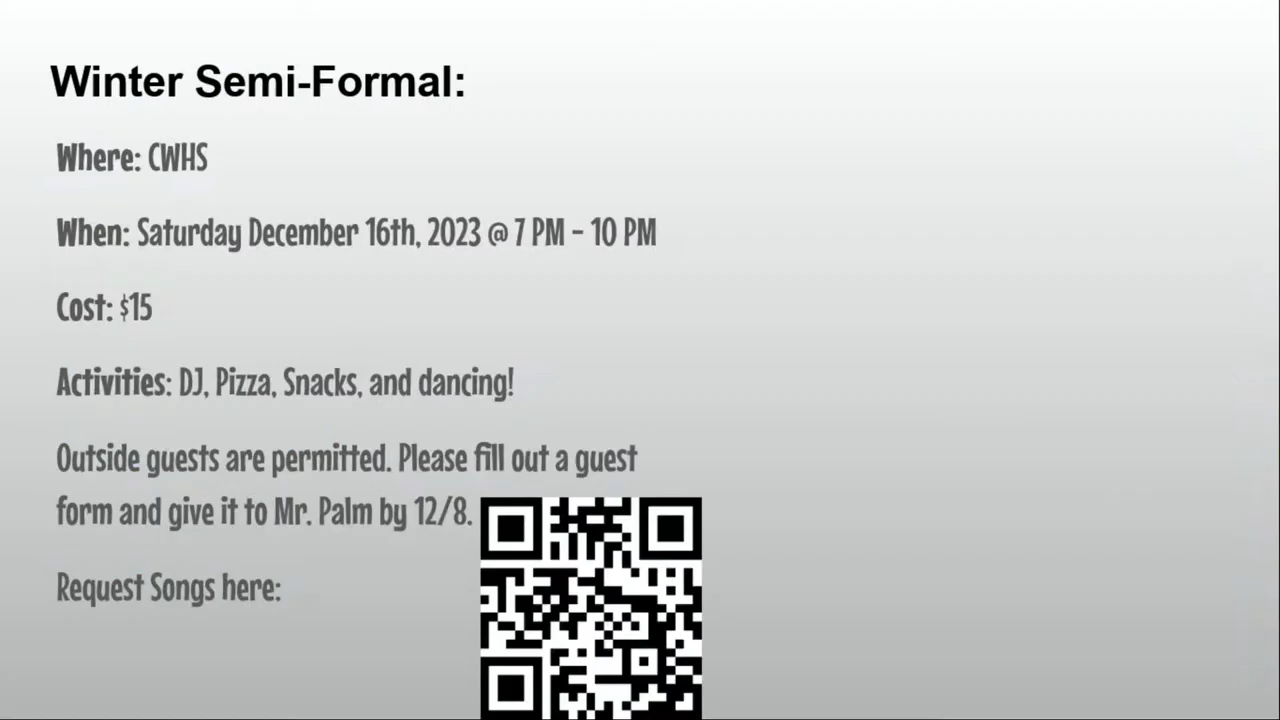 Winter Semi-Formal:
Where: CWHS
When: Saturday December 16th, 2023 @ 7 PM - 10 PM
Cost: $15
Activities: DJ, Pizza, Snacks, and dancing!
Outside guests are permitted. Please fill out a guest
form and give it to Mr. Palm by 12/8.
Request Songs here: